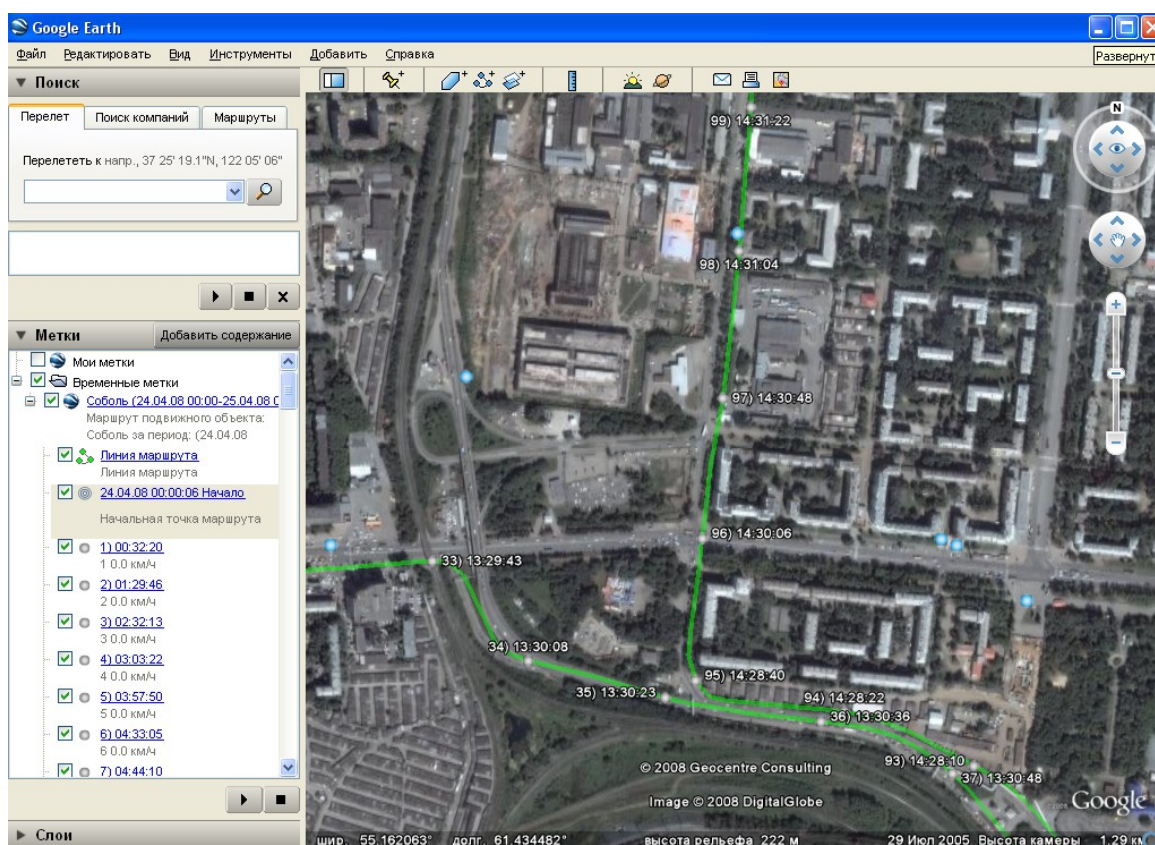 Google Earth
Файл Редактировать Вид Инструменты Добавить Справка
Развернут
Поиск
Перелет Поиск компаний Маршруты
Перелететь к напр., 37 25' 19.1"N, 122 05' 06"
Метки Добавить содержание
Мои метки
Временные метки
Соболь (24.04.08 00:00-25.04.08 0
Маршрут подвижного объекта:
Соболь за период: (24.04.08
Линия маршрута
Линия маршрута
24.04.08 00:00:06 Начало
Начальная точка маршрута
1) 00:32:20
1 0.0 км/ч
2) 01:29:46
2 0.0 км/ч
3) 02:32:13
3 0.0 км/ч
4) 03:03:22
4 0.0 км/ч
5) 03:57:50
5 0.0 км/ч
6) 04:33:05
6 0.0 км/ч
7) 04:44:10
Слои
N
99) 14:31:22
98) 14:31:04
97) 14:30:48
96) 14:30:06
33) 13:29:43
34) 13:30:08
95) 14:28:40
35) 13:30:23
94) 14:28:22
36) 13:30:36
93) 14:28:10
37) 13:30:48
© 2008 Geocentre Consulting
Image © 2008 DigitalGlobe
Google
шир. 55.162063° долг. 61.434482° высота рельефа 222 м 29 Июл 2005 Высота камеры 1.29 км